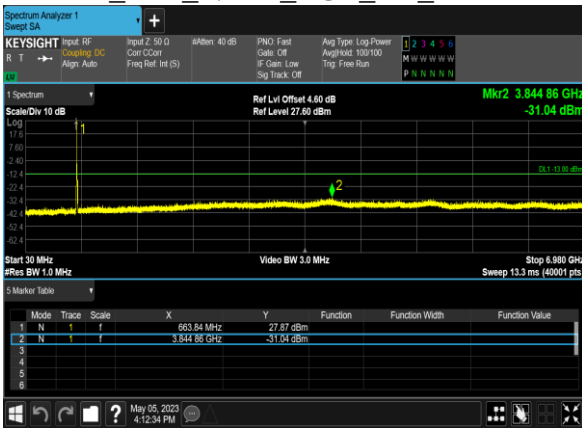 Spectrum Analyzer 1
Swept SA
+
KEYSIGHT Input: RF Input Z: 50 Ω #Atten: 40 dB PNO: Fast Avg Type: Log-Power 1 2 3 4 5 6
R T Coupling: DC Corr CCorr Gate: Off Avg|Hold: 100/100 M W W W W W
Align: Auto Freq Ref: Int (S) IF Gain: Low Trig: Free Run
LU Sig Track: Off P N N N N N
1 Spectrum Ref Lvl Offset 4.60 dB Mkr2 3.844 86 GHz
Scale/Div 10 dB Ref Level 27.60 dBm -31.04 dBm
Log
17.6 1
7.60
-2.40
-12.4 DL1 -13.00 dBm
-22.4 2
-32.4
-42.4
-52.4
-62.4
Start 30 MHz Video BW 3.0 MHz Stop 6.980 GHz
#Res BW 1.0 MHz Sweep 13.3 ms (40001 pts
5 Marker Table
Mode Trace Scale X Y Function Function Width Function Value
1 N 1 f 663.84 MHz 27.87 dBm
2 N 1 f 3.844 86 GHz -31.04 dBm
3
4
5
6
? May 05, 2023
4:12:34 PM